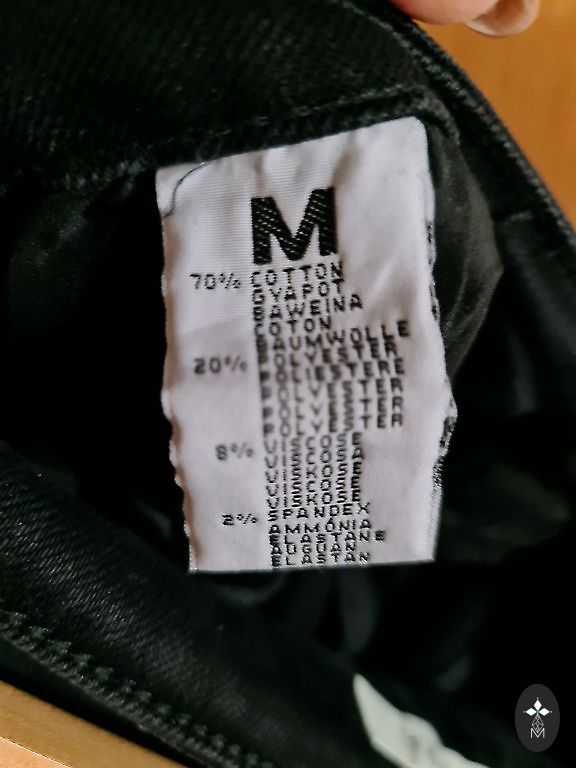 M
70% COTTON
GYAPOT
BAWEŁNA
COTON
BAUMWOLLE
20% POLYESTER
POLIESTERE
POLYESTER
POLYESTER
POLYESTER
8% VISCOSE
VISCOSA
VISKOSE
VISCOSE
VISKOSE
2% SPANDEX
ELASTANE
ELASTAN
M